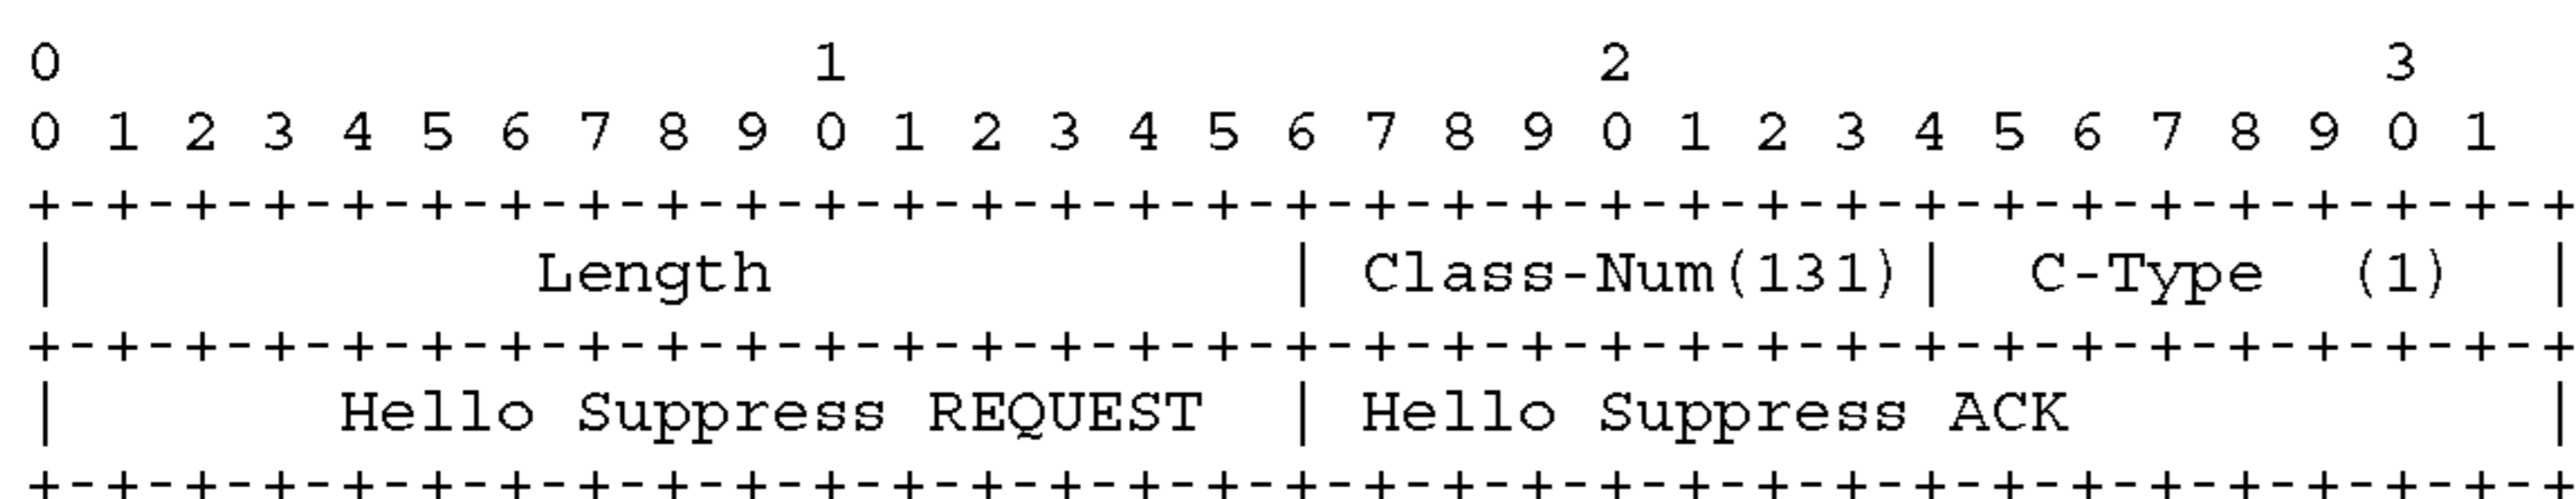 0                   1                   2                   3
0 1 2 3 4 5 6 7 8 9 0 1 2 3 4 5 6 7 8 9 0 1 2 3 4 5 6 7 8 9 0 1
+-+-+-+-+-+-+-+-+-+-+-+-+-+-+-+-+-+-+-+-+-+-+-+-+-+-+-+-+-+-+-+-+
|            Length             | Class-Num(131)|  C-Type  (1)  |
+-+-+-+-+-+-+-+-+-+-+-+-+-+-+-+-+-+-+-+-+-+-+-+-+-+-+-+-+-+-+-+-+
|       Hello Suppress REQUEST  | Hello Suppress ACK            |
+-+-+-+-+-+-+-+-+-+-+-+-+-+-+-+-+-+-+-+-+-+-+-+-+-+-+-+-+-+-+-+-+